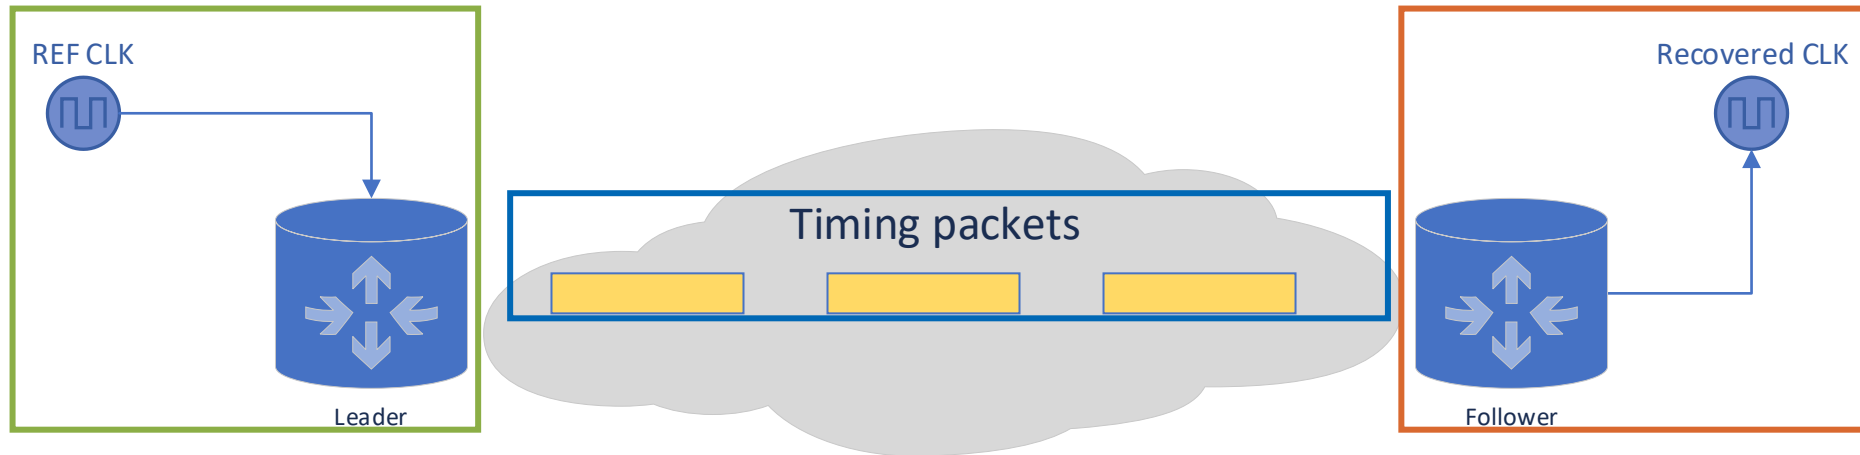 REF CLK
Recovered CLK
Timing packets
Leader
Follower